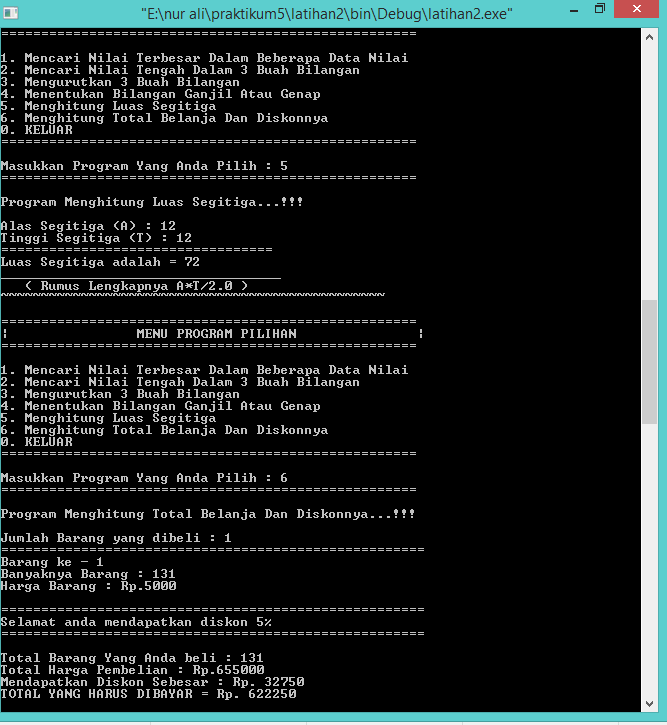 "E:\nur ali\praktikum5\latihan2\bin\Debug\latihan2.exe"
====================================================
1. Mencari Nilai Terbesar Dalam Beberapa Data Nilai
2. Mencari Nilai Tengah Dalam 3 Buah Bilangan
3. Mengurutkan 3 Buah Bilangan
4. Menentukan Bilangan Ganjil Atau Genap
5. Menghitung Luas Segitiga
6. Menghitung Total Belanja Dan Diskonnya
0. KELUAR
====================================================
Masukkan Program Yang Anda Pilih : 5
====================================================
Program Menghitung Luas Segitiga...!!!
Alas Segitiga (A) : 12
Tinggi Segitiga (T) : 12
==================================
Luas Segitiga adalah = 72
___________________________________
( Rumus Lengkapnya A*T/2.0 )
~~~~~~~~~~~~~~~~~~~~~~~~~~~~~~~~~~~~~~~~~~~~~~~~
====================================================
¦ MENU PROGRAM PILIHAN ¦
====================================================
1. Mencari Nilai Terbesar Dalam Beberapa Data Nilai
2. Mencari Nilai Tengah Dalam 3 Buah Bilangan
3. Mengurutkan 3 Buah Bilangan
4. Menentukan Bilangan Ganjil Atau Genap
5. Menghitung Luas Segitiga
6. Menghitung Total Belanja Dan Diskonnya
0. KELUAR
====================================================
Masukkan Program Yang Anda Pilih : 6
====================================================
Program Menghitung Total Belanja Dan Diskonnya...!!!
Jumlah Barang yang dibeli : 1
=====================================================
Barang ke - 1
Banyaknya Barang : 131
Harga Barang : Rp.5000
=====================================================
Selamat anda mendapatkan diskon 5%
=====================================================
Total Barang Yang Anda beli : 131
Total Harga Pembelian : Rp.655000
Mendapatkan Diskon Sebesar : Rp. 32750
TOTAL YANG HARUS DIBAYAR = Rp. 622250